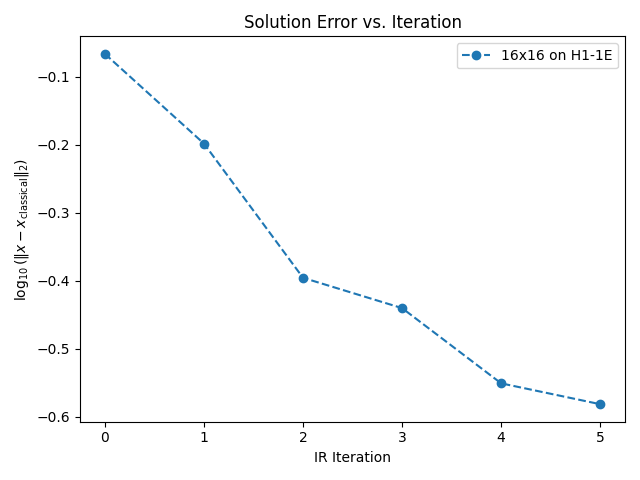 Solution Error vs. Iteration
16x16 on H1-1E
−0.1
−0.2
−0.3
−0.4
−0.5
−0.6
log₁₀(‖x − x_classical‖₂)
0 1 2 3 4 5
IR Iteration